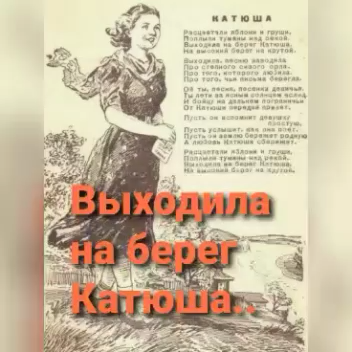 КАТЮША
Расцветали яблони и груши,
Поплыли туманы над рекой.
Выходила на берег Катюша,
На высокий берег на крутой.
Выходила, песню заводила
Про степного сизого орла,
Про того, которого любила,
Про того, чьи письма берегла.
Ой ты, песня, песенка девичья,
Ты лети за ясным солнцем вслед
И бойцу на дальнем пограничье
От Катюши передай привет.
Пусть он вспомнит девушку
простую,
Пусть услышит, как она поет,
Пусть он землю бережет родную,
А любовь Катюша сбережет.
Расцветали яблони и груши,
Поплыли туманы над рекой.
Выходила на берег Катюша,
На высокий берег на крутой.
Выходила
на берег
Катюша..